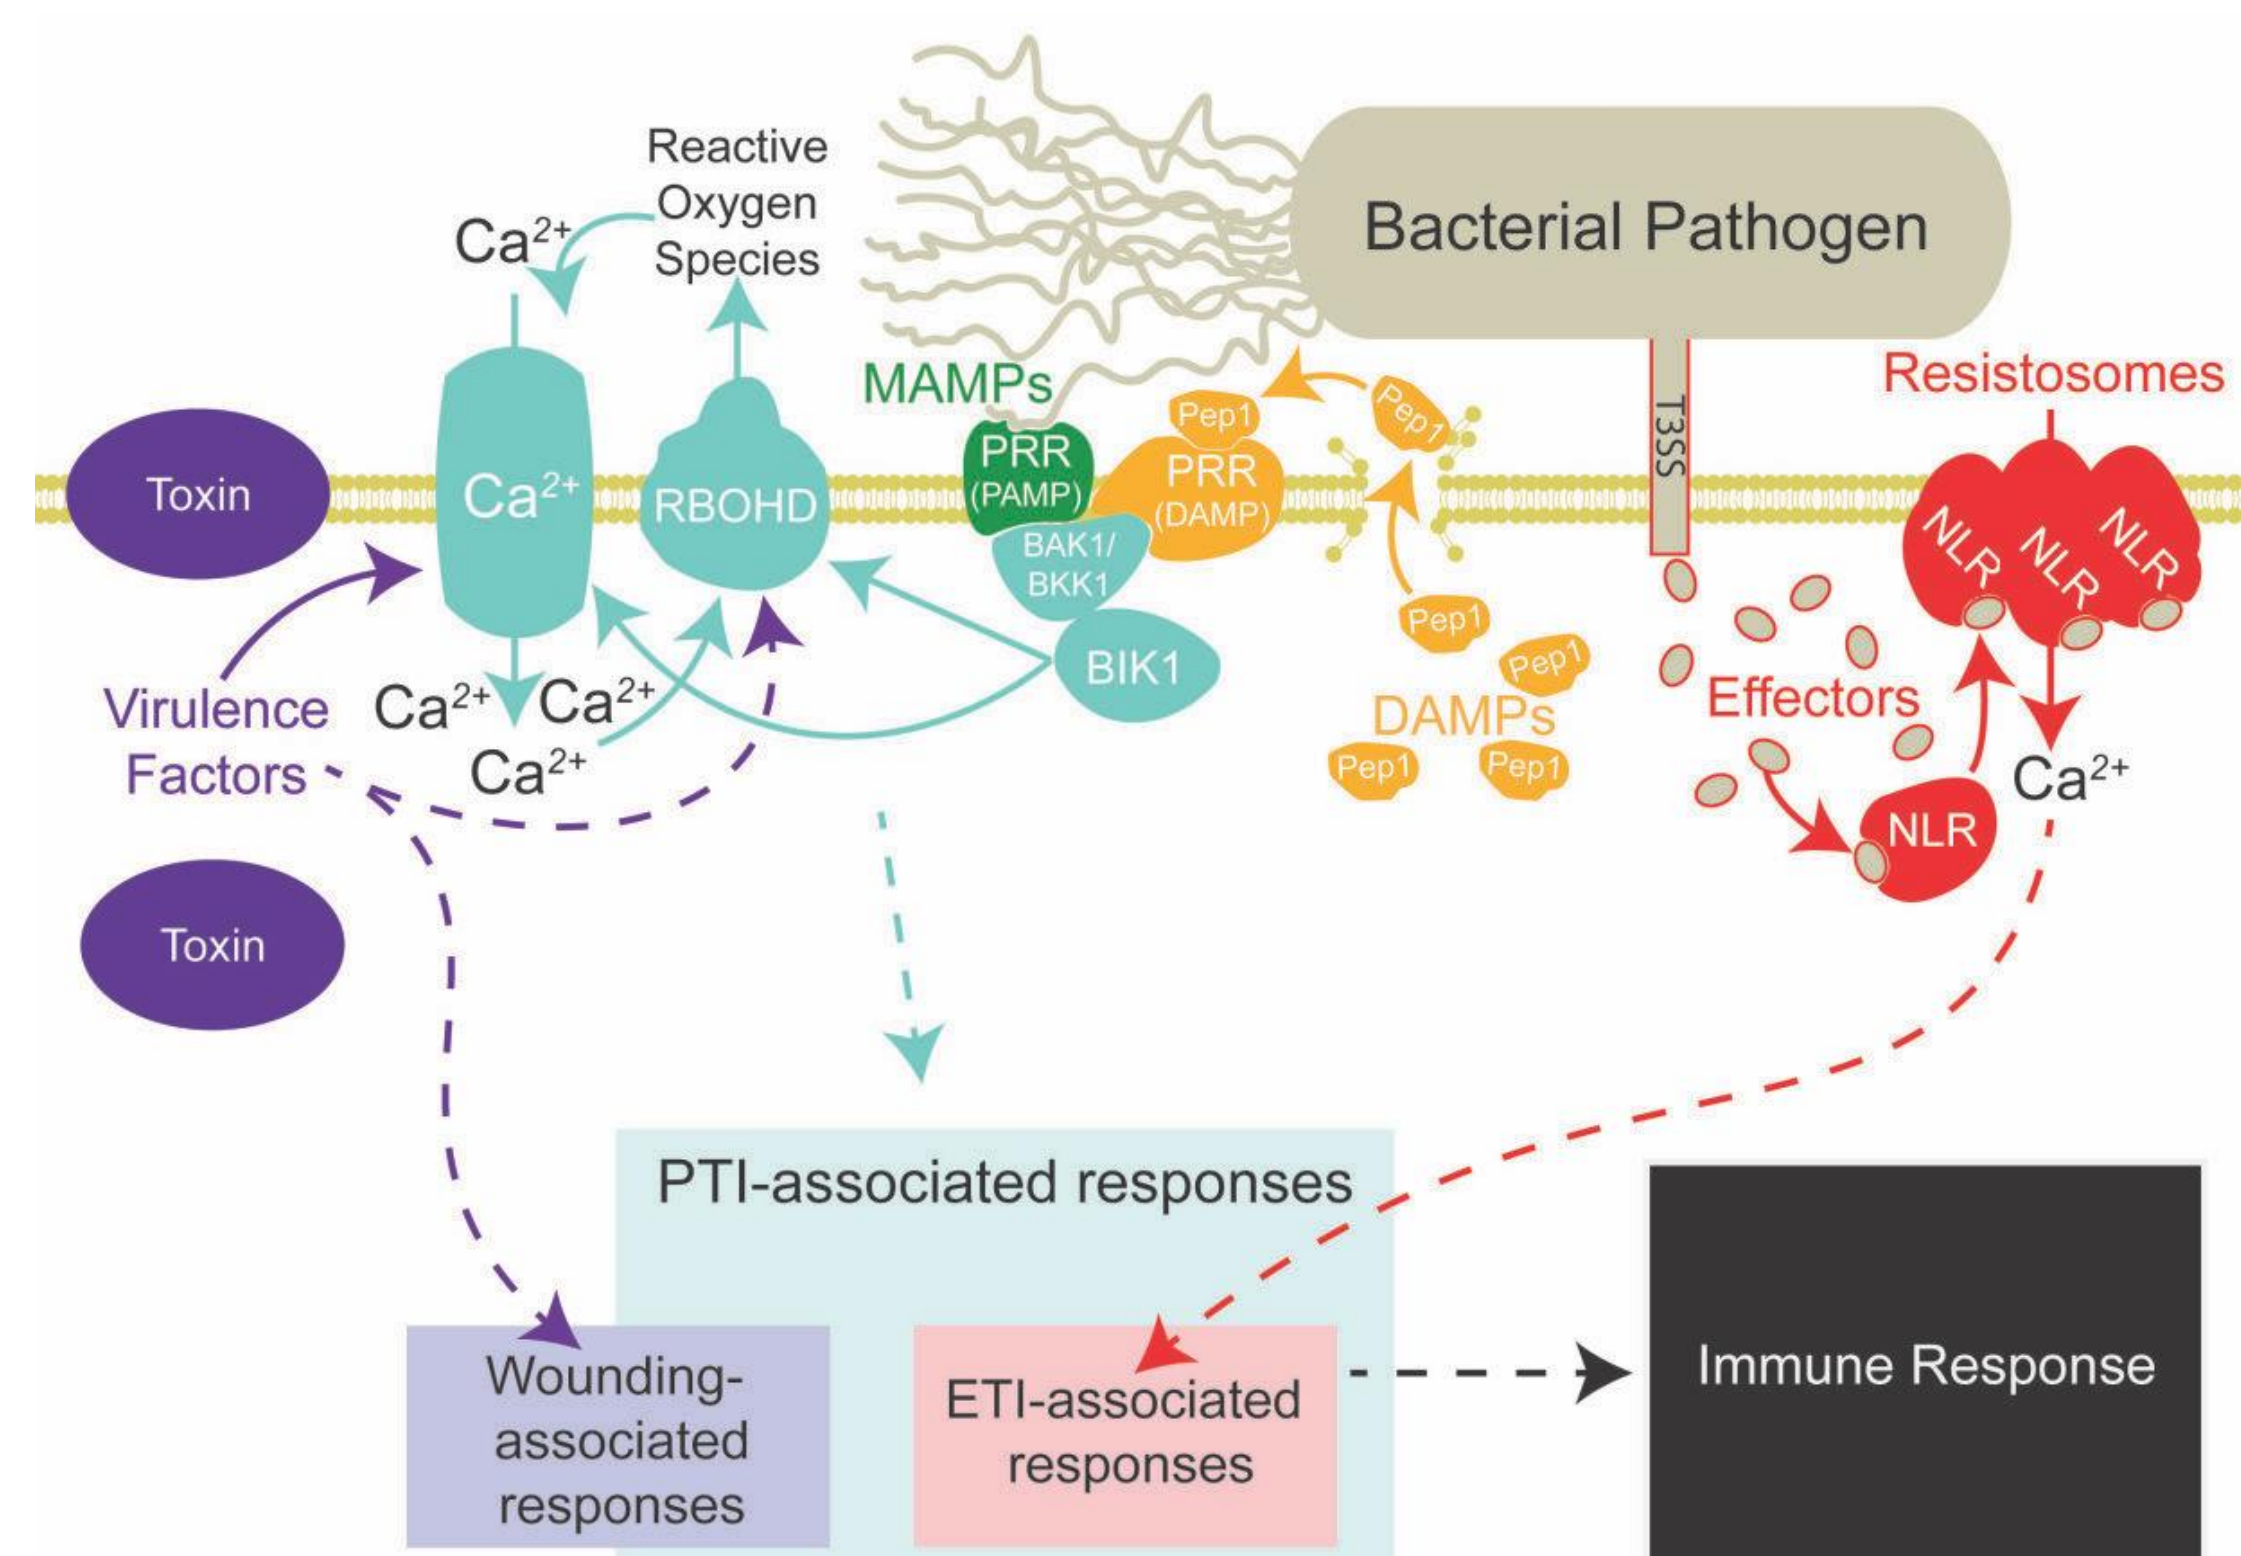 Reactive
Oxygen
Species
Ca2+
Bacterial Pathogen
MAMPs
Resistosomes
Toxin
Ca2+
RBOHD
PRR
(PAMP)
Pep1
PRR
(DAMP)
Pep1
T3SS
NLR
NLR
NLR
BAK1/
BKK1
BIK1
Pep1
Pep1
DAMPs
Pep1
Pep1
Effectors
NLR
Ca2+
Virulence
Factors
Ca2+
Ca2+
Ca2+
Toxin
PTI-associated responses
Wounding-
associated
responses
ETI-associated
responses
Immune Response